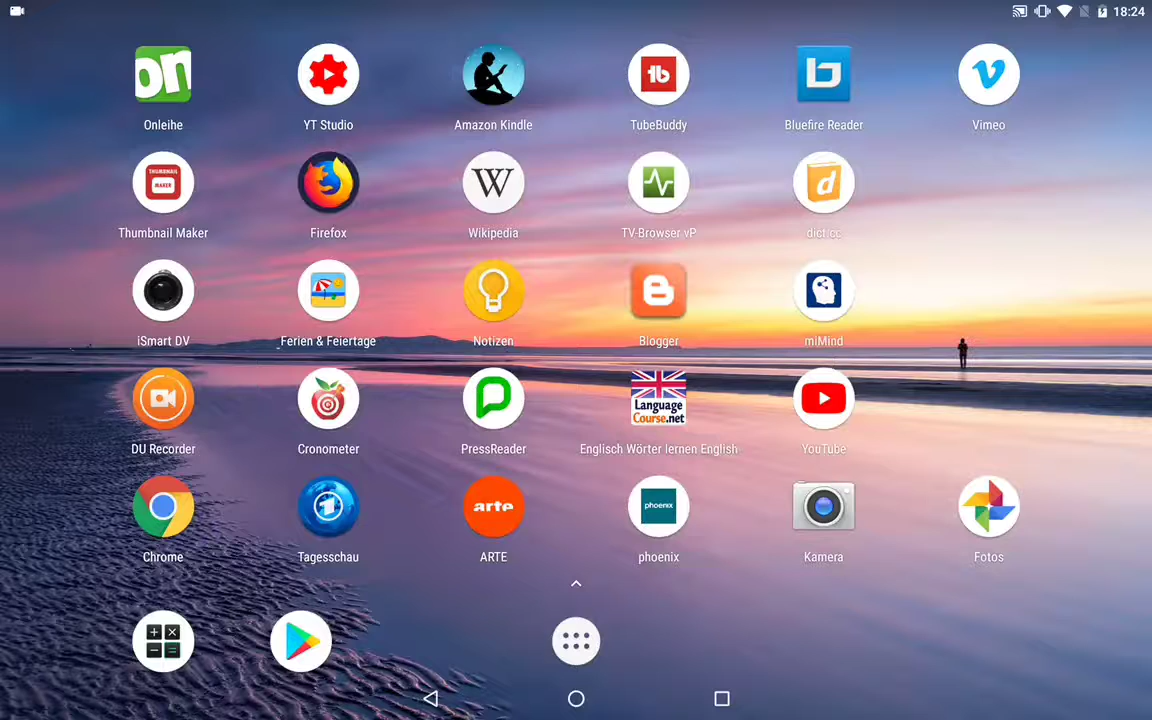 18:24
on
Onleihe
YT Studio
Amazon Kindle
TubeBuddy
Bluefire Reader
Vimeo
THUMBNAIL
MAKER
W
d
Thumbnail Maker
Firefox
Wikipedia
TV-Browser vP
dict.cc
iSmart DV
Ferien & Feiertage
Notizen
Blogger
miMind
Language
Course.net
DU Recorder
Cronometer
PressReader
Englisch Wörter lernen English
YouTube
arte
phoenix
Chrome
Tagesschau
ARTE
phoenix
Kamera
Fotos